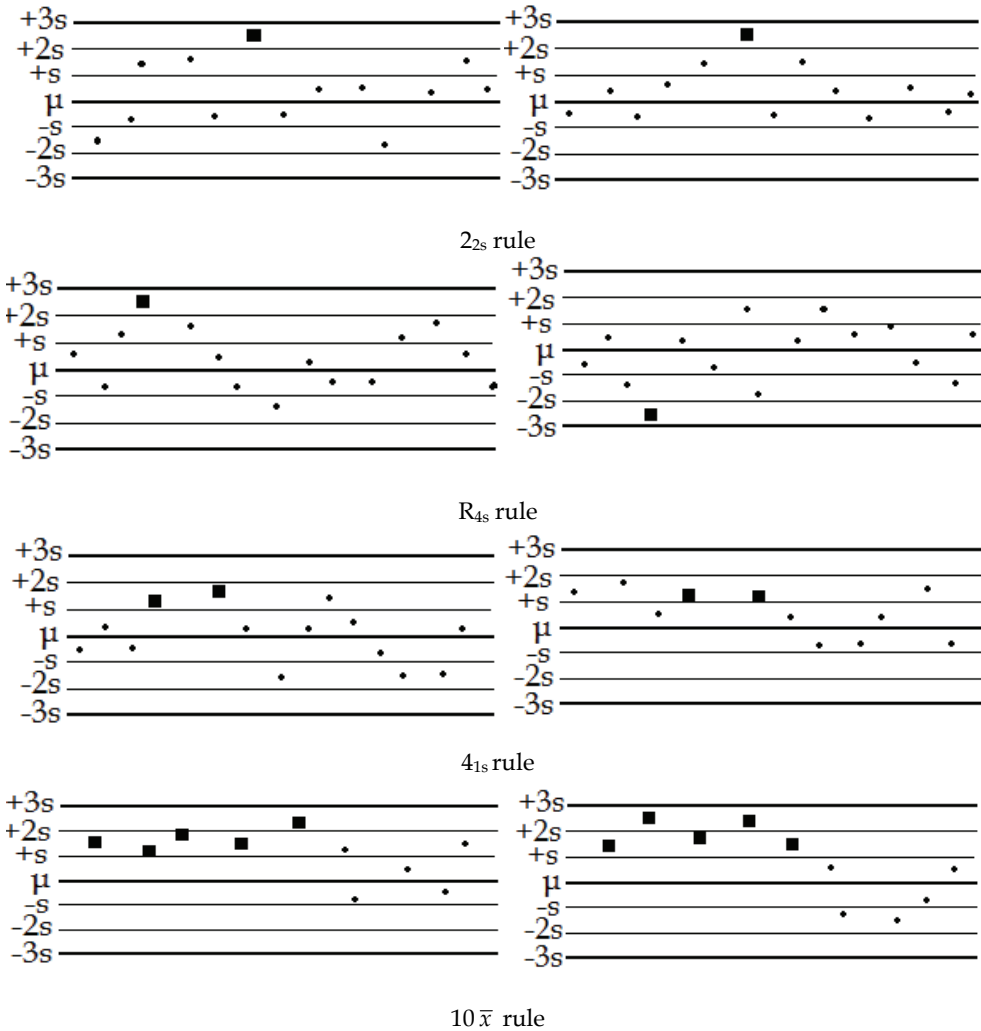 +3s +3s
+2s +2s
+s +s
μ μ
-s -s
-2s -2s
-3s -3s
2₂ₛ rule
+3s +3s
+2s +2s
+s +s
μ μ
-s -s
-2s -2s
-3s -3s
R₄ₛ rule
+3s +3s
+2s +2s
+s +s
μ μ
-s -s
-2s -2s
-3s -3s
4₁ₛ rule
+3s +3s
+2s +2s
+s +s
μ μ
-s -s
-2s -2s
-3s -3s
10 x̅ rule